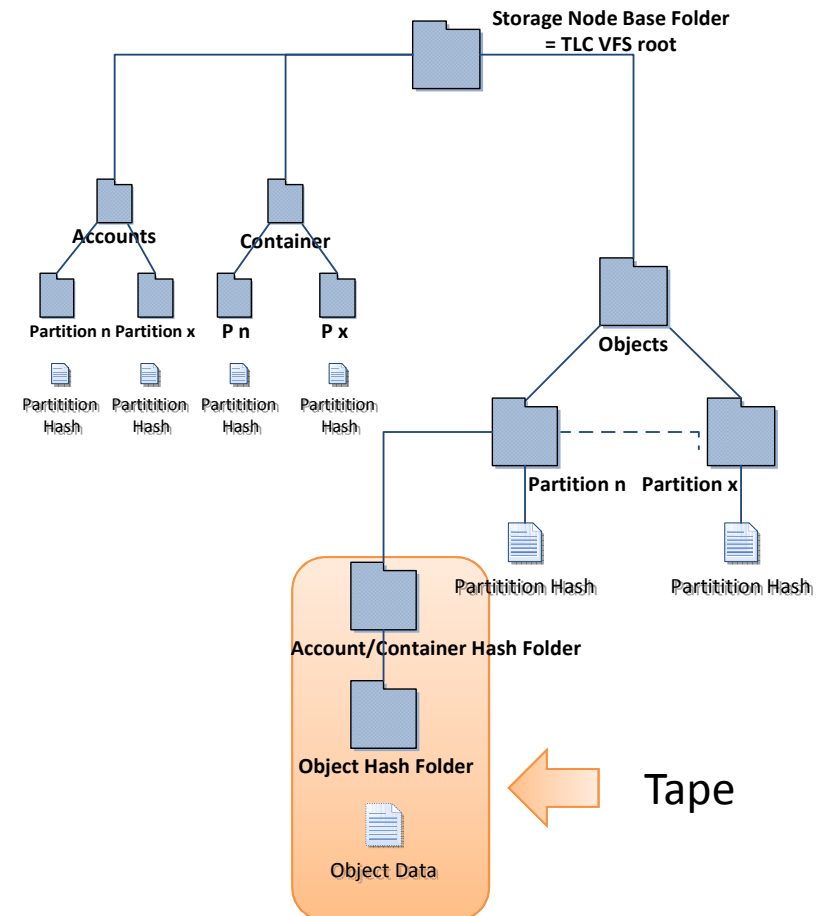 Storage Node Base Folder
= TLC VFS root
Accounts
Container
Partition n
Partition x
P n
P x
Partitition
Hash
Partitition
Hash
Partitition
Hash
Partitition
Hash
Objects
Partition n
Partition x
Partitition Hash
Partitition Hash
Account/Container Hash Folder
Object Hash Folder
Object Data
Tape